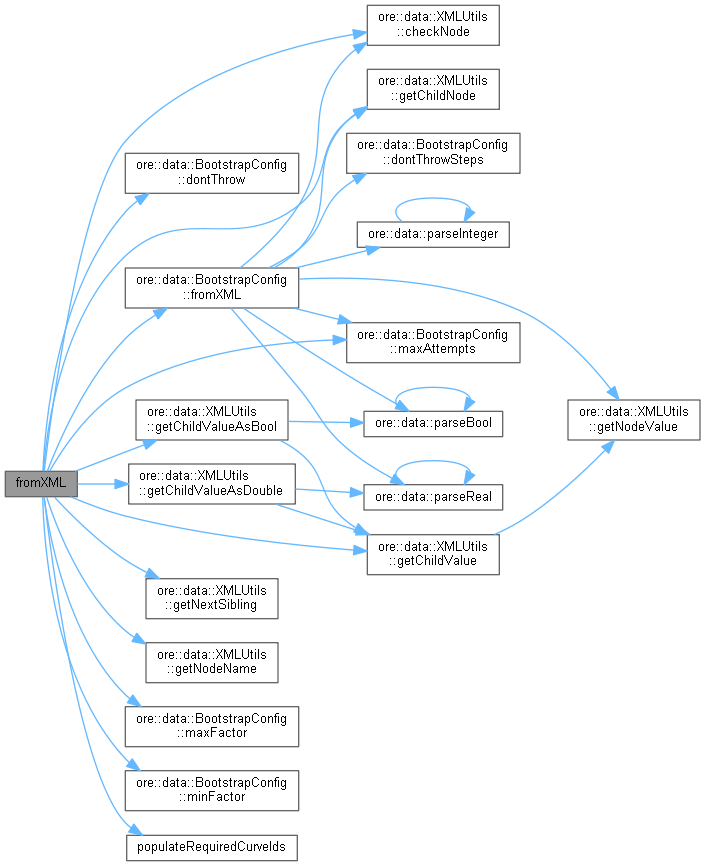 ore::data::XMLUtils
::checkNode
ore::data::XMLUtils
::getChildNode
ore::data::BootstrapConfig
::dontThrowSteps
ore::data::BootstrapConfig
::dontThrow
ore::data::parseInteger
ore::data::BootstrapConfig
::fromXML
ore::data::BootstrapConfig
::maxAttempts
ore::data::XMLUtils
::getChildValueAsBool
ore::data::parseBool
ore::data::XMLUtils
::getNodeValue
fromXML
ore::data::XMLUtils
::getChildValueAsDouble
ore::data::parseReal
ore::data::XMLUtils
::getChildValue
ore::data::XMLUtils
::getNextSibling
ore::data::XMLUtils
::getNodeName
ore::data::BootstrapConfig
::maxFactor
ore::data::BootstrapConfig
::minFactor
populateRequiredCurveIds